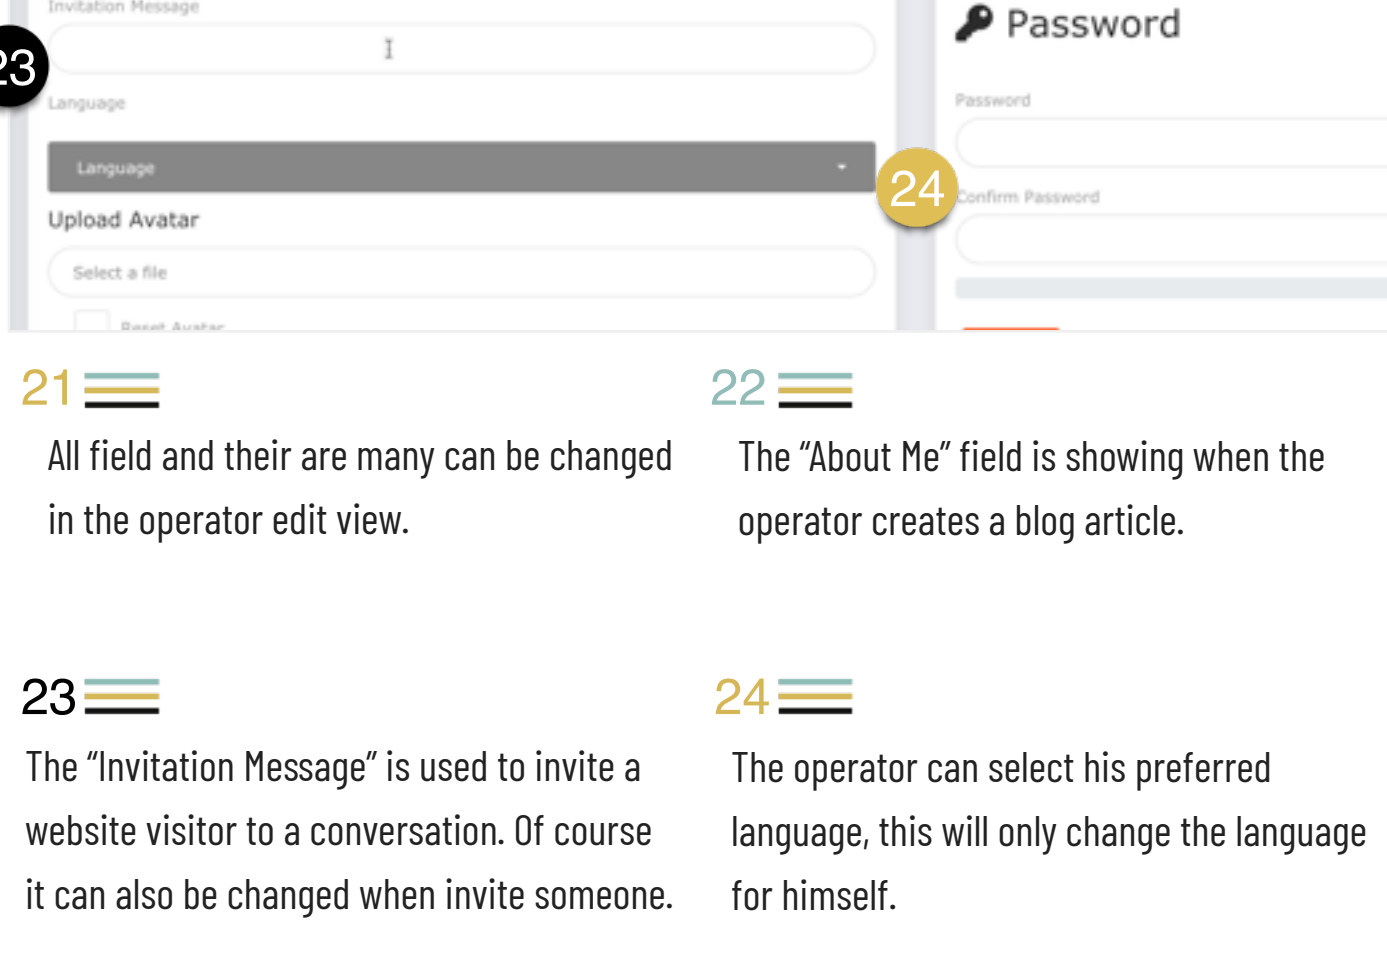 Invitation Message
23
Language
Language
Upload Avatar
Select a file
Reset Avatar
Password
Password
24
Confirm Password
21
All field and their are many can be changed
in the operator edit view.
22
The “About Me” field is showing when the
operator creates a blog article.
23
The “Invitation Message” is used to invite a
website visitor to a conversation. Of course
it can also be changed when invite someone.
24
The operator can select his preferred
language, this will only change the language
for himself.